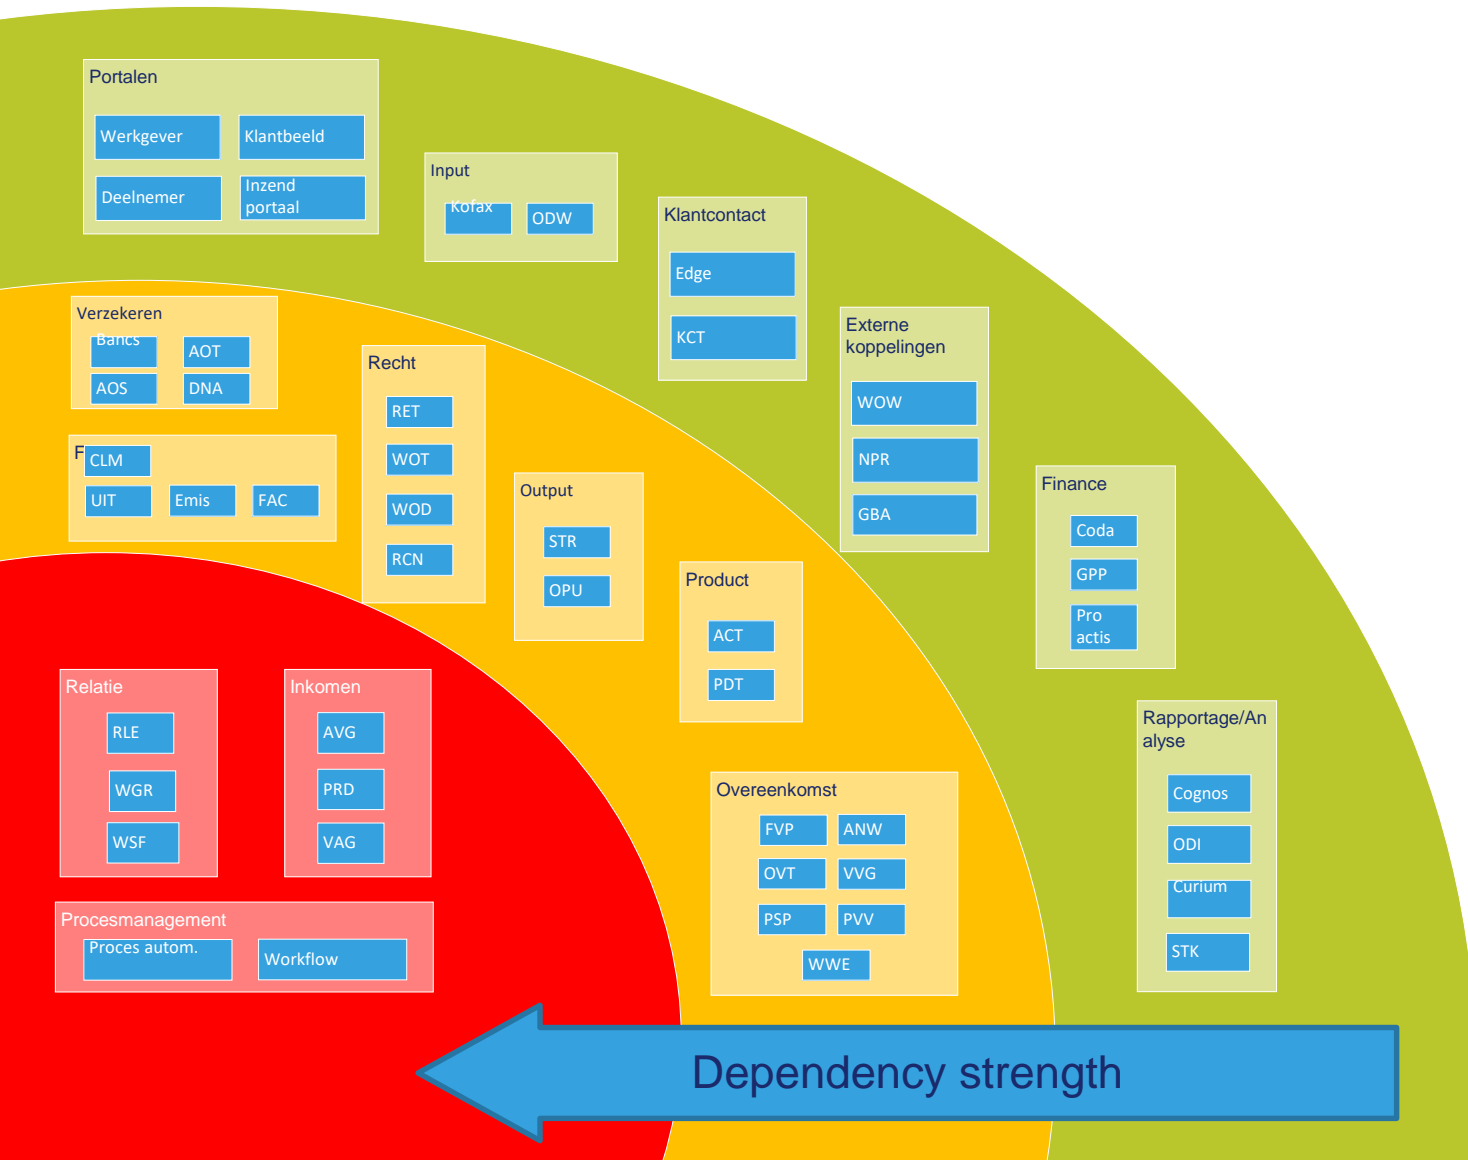 Portalen
Werkgever
Klantbeeld
Deelnemer
Inzend
portaal
Input
Kofax
ODW
Klantcontact
Edge
KCT
Externe
koppelingen
WOW
NPR
GBA
Finance
Coda
GPP
Pro
actis
Rapportage/An
alyse
Cognos
ODI
Curium
STK
Verzekeren
Bancs
AOT
AOS
DNA
F
CLM
UIT
Emis
FAC
Recht
RET
WOT
WOD
RCN
Output
STR
OPU
Product
ACT
PDT
Overeenkomst
FVP
ANW
OVT
VVG
PSP
PVV
WWE
Relatie
RLE
WGR
WSF
Inkomen
AVG
PRD
VAG
Procesmanagement
Proces autom.
Workflow
Dependency strength